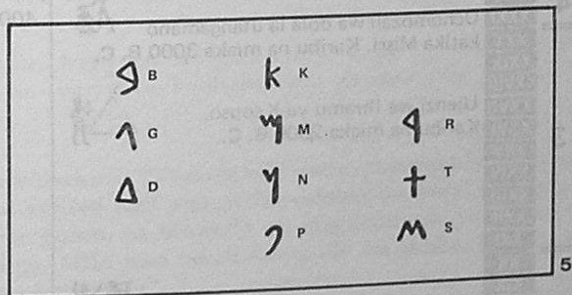 𐤁 B 𐤊 K
𐤂 G 𐤌 M 𐤓 R
𐤃 D 𐤍 N 𐤕 T
𐤐 P 𐤔 S
5